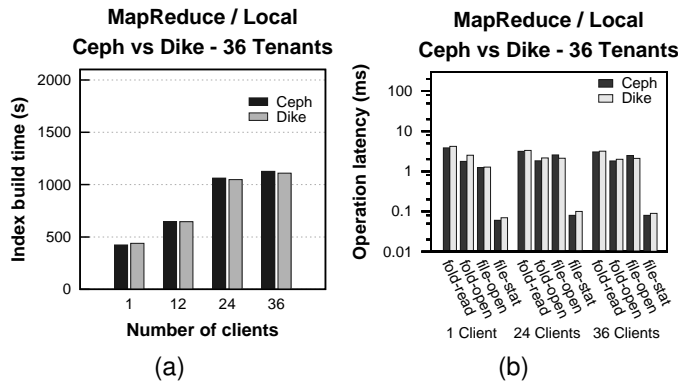 MapReduce / Local
Ceph vs Dike - 36 Tenants
Index build time (s)
2000
1500
1000
500
0
Ceph
Dike
1 12 24 36
Number of clients
(a)
MapReduce / Local
Ceph vs Dike - 36 Tenants
Operation latency (ms)
100
10
1
0.1
0.01
Ceph
Dike
fold-read
fold-open
file-open
file-stat
fold-read
fold-open
file-open
file-stat
fold-read
fold-open
file-open
file-stat
1 Client 24 Clients 36 Clients
(b)